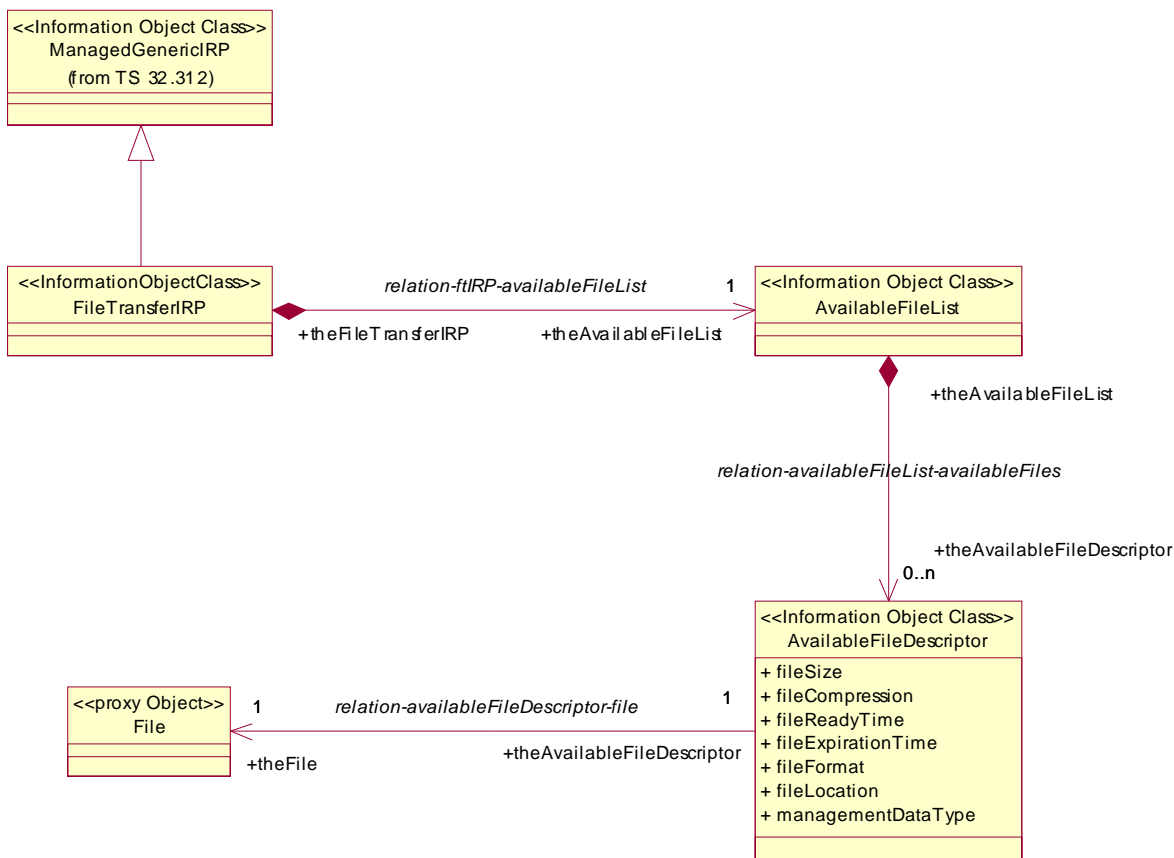 <<Information Object Class>>
ManagedGenericIRP
(from TS 32.312)
<<InformationObjectClass>>
FileTransferIRP
relation-ftIRP-availableFileList
1
+theFileTransferIRP
+theAvailableFileList
<<Information Object Class>>
AvailableFileList
+theAvailableFileList
relation-availableFileList-availableFiles
+theAvailableFileDescriptor
0..n
<<Information Object Class>>
AvailableFileDescriptor
+ fileSize
+ fileCompression
+ fileReadyTime
+ fileExpirationTime
+ fileFormat
+ fileLocation
+ managementDataType
<<proxy Object>>
File
1
relation-availableFileDescriptor-file
1
+theFile
+theAvailableFileDescriptor